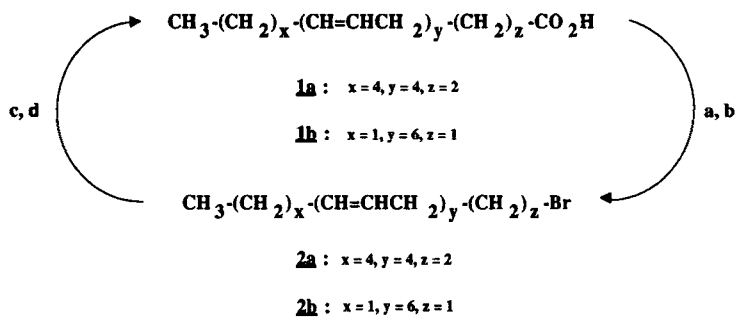 CH3-(CH2)x-(CH=CHCH2)y-(CH2)z-CO2H
1a : x = 4, y = 4, z = 2
c, d
a, b
1b : x = 1, y = 6, z = 1
CH3-(CH2)x-(CH=CHCH2)y-(CH2)z-Br
2a : x = 4, y = 4, z = 2
2b : x = 1, y = 6, z = 1